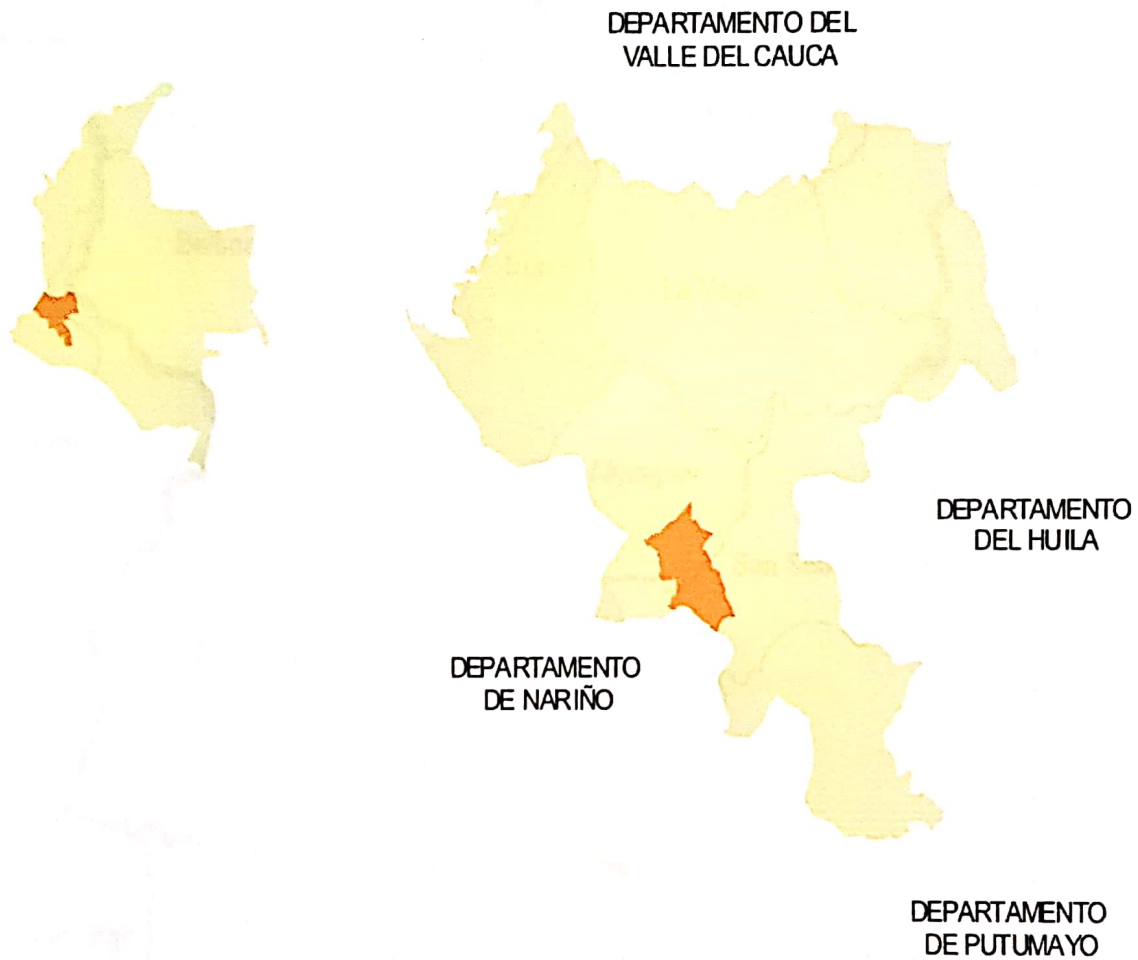 DEPARTAMENTO DEL
VALLE DEL CAUCA
DEPARTAMENTO
DEL HUILA
DEPARTAMENTO
DE NARIÑO
DEPARTAMENTO
DE PUTUMAYO